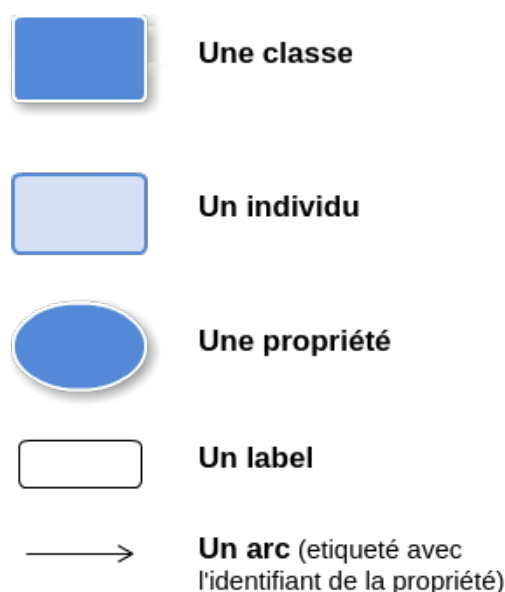 Une classe
Un individu
Une propriété
Un label
Un arc (etiqueté avec
l'identifiant de la propriété)